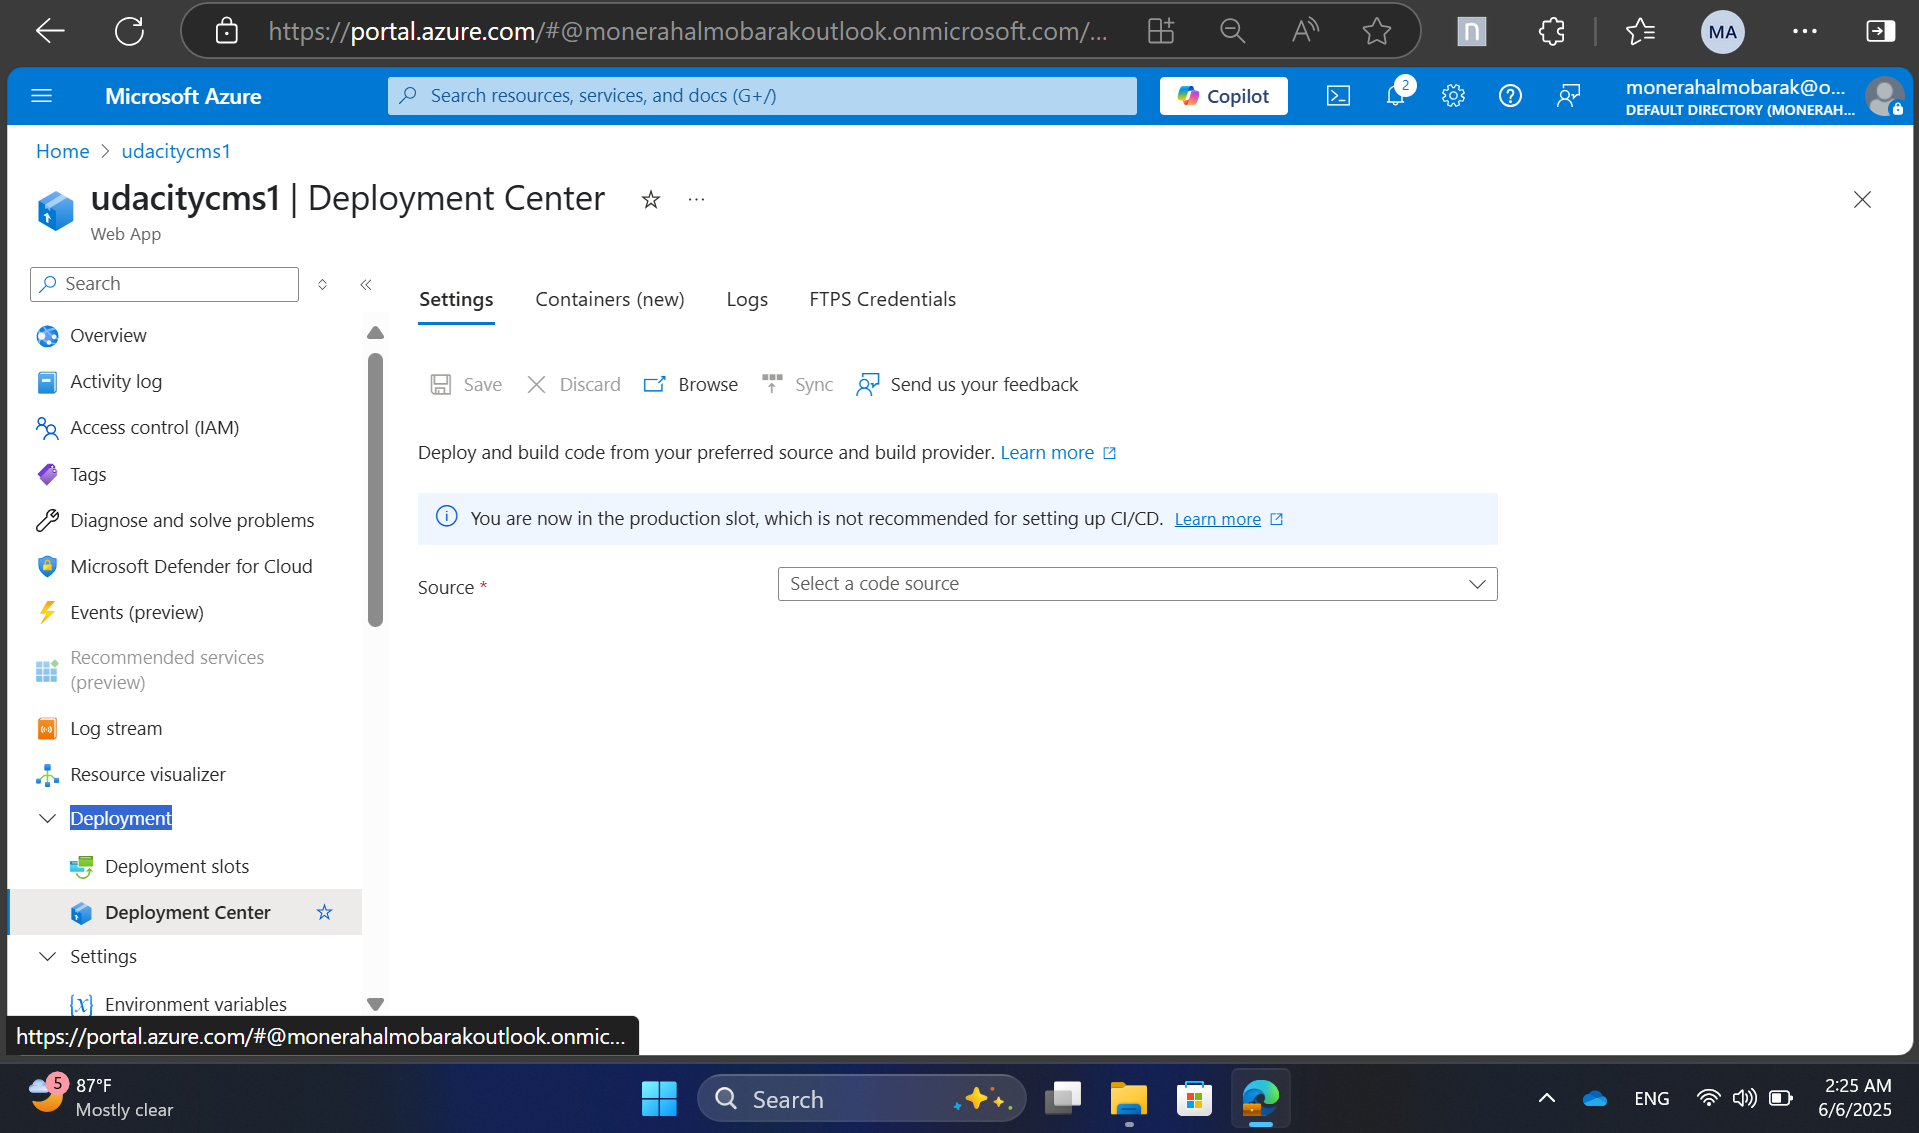 https://portal.azure.com/#@monerahalmobarakoutlook.onmicrosoft.com/...
n
MA
Microsoft Azure
Search resources, services, and docs (G+/)
Copilot
2
monerahalmobarak@o...
DEFAULT DIRECTORY (MONERAH...
Home > udacitycms1
udacitycms1 | Deployment Center
Web App
Search
Overview
Activity log
Access control (IAM)
Tags
Diagnose and solve problems
Microsoft Defender for Cloud
Events (preview)
Recommended services
(preview)
Log stream
Resource visualizer
Deployment
Deployment slots
Deployment Center
Settings
Environment variables
Settings Containers (new) Logs FTPS Credentials
Save Discard Browse Sync Send us your feedback
Deploy and build code from your preferred source and build provider. Learn more
You are now in the production slot, which is not recommended for setting up CI/CD. Learn more
Source *
Select a code source
https://portal.azure.com/#@monerahalmobarakoutlook.onmic...
5
87°F
Mostly clear
Search
ENG
2:25 AM
6/6/2025